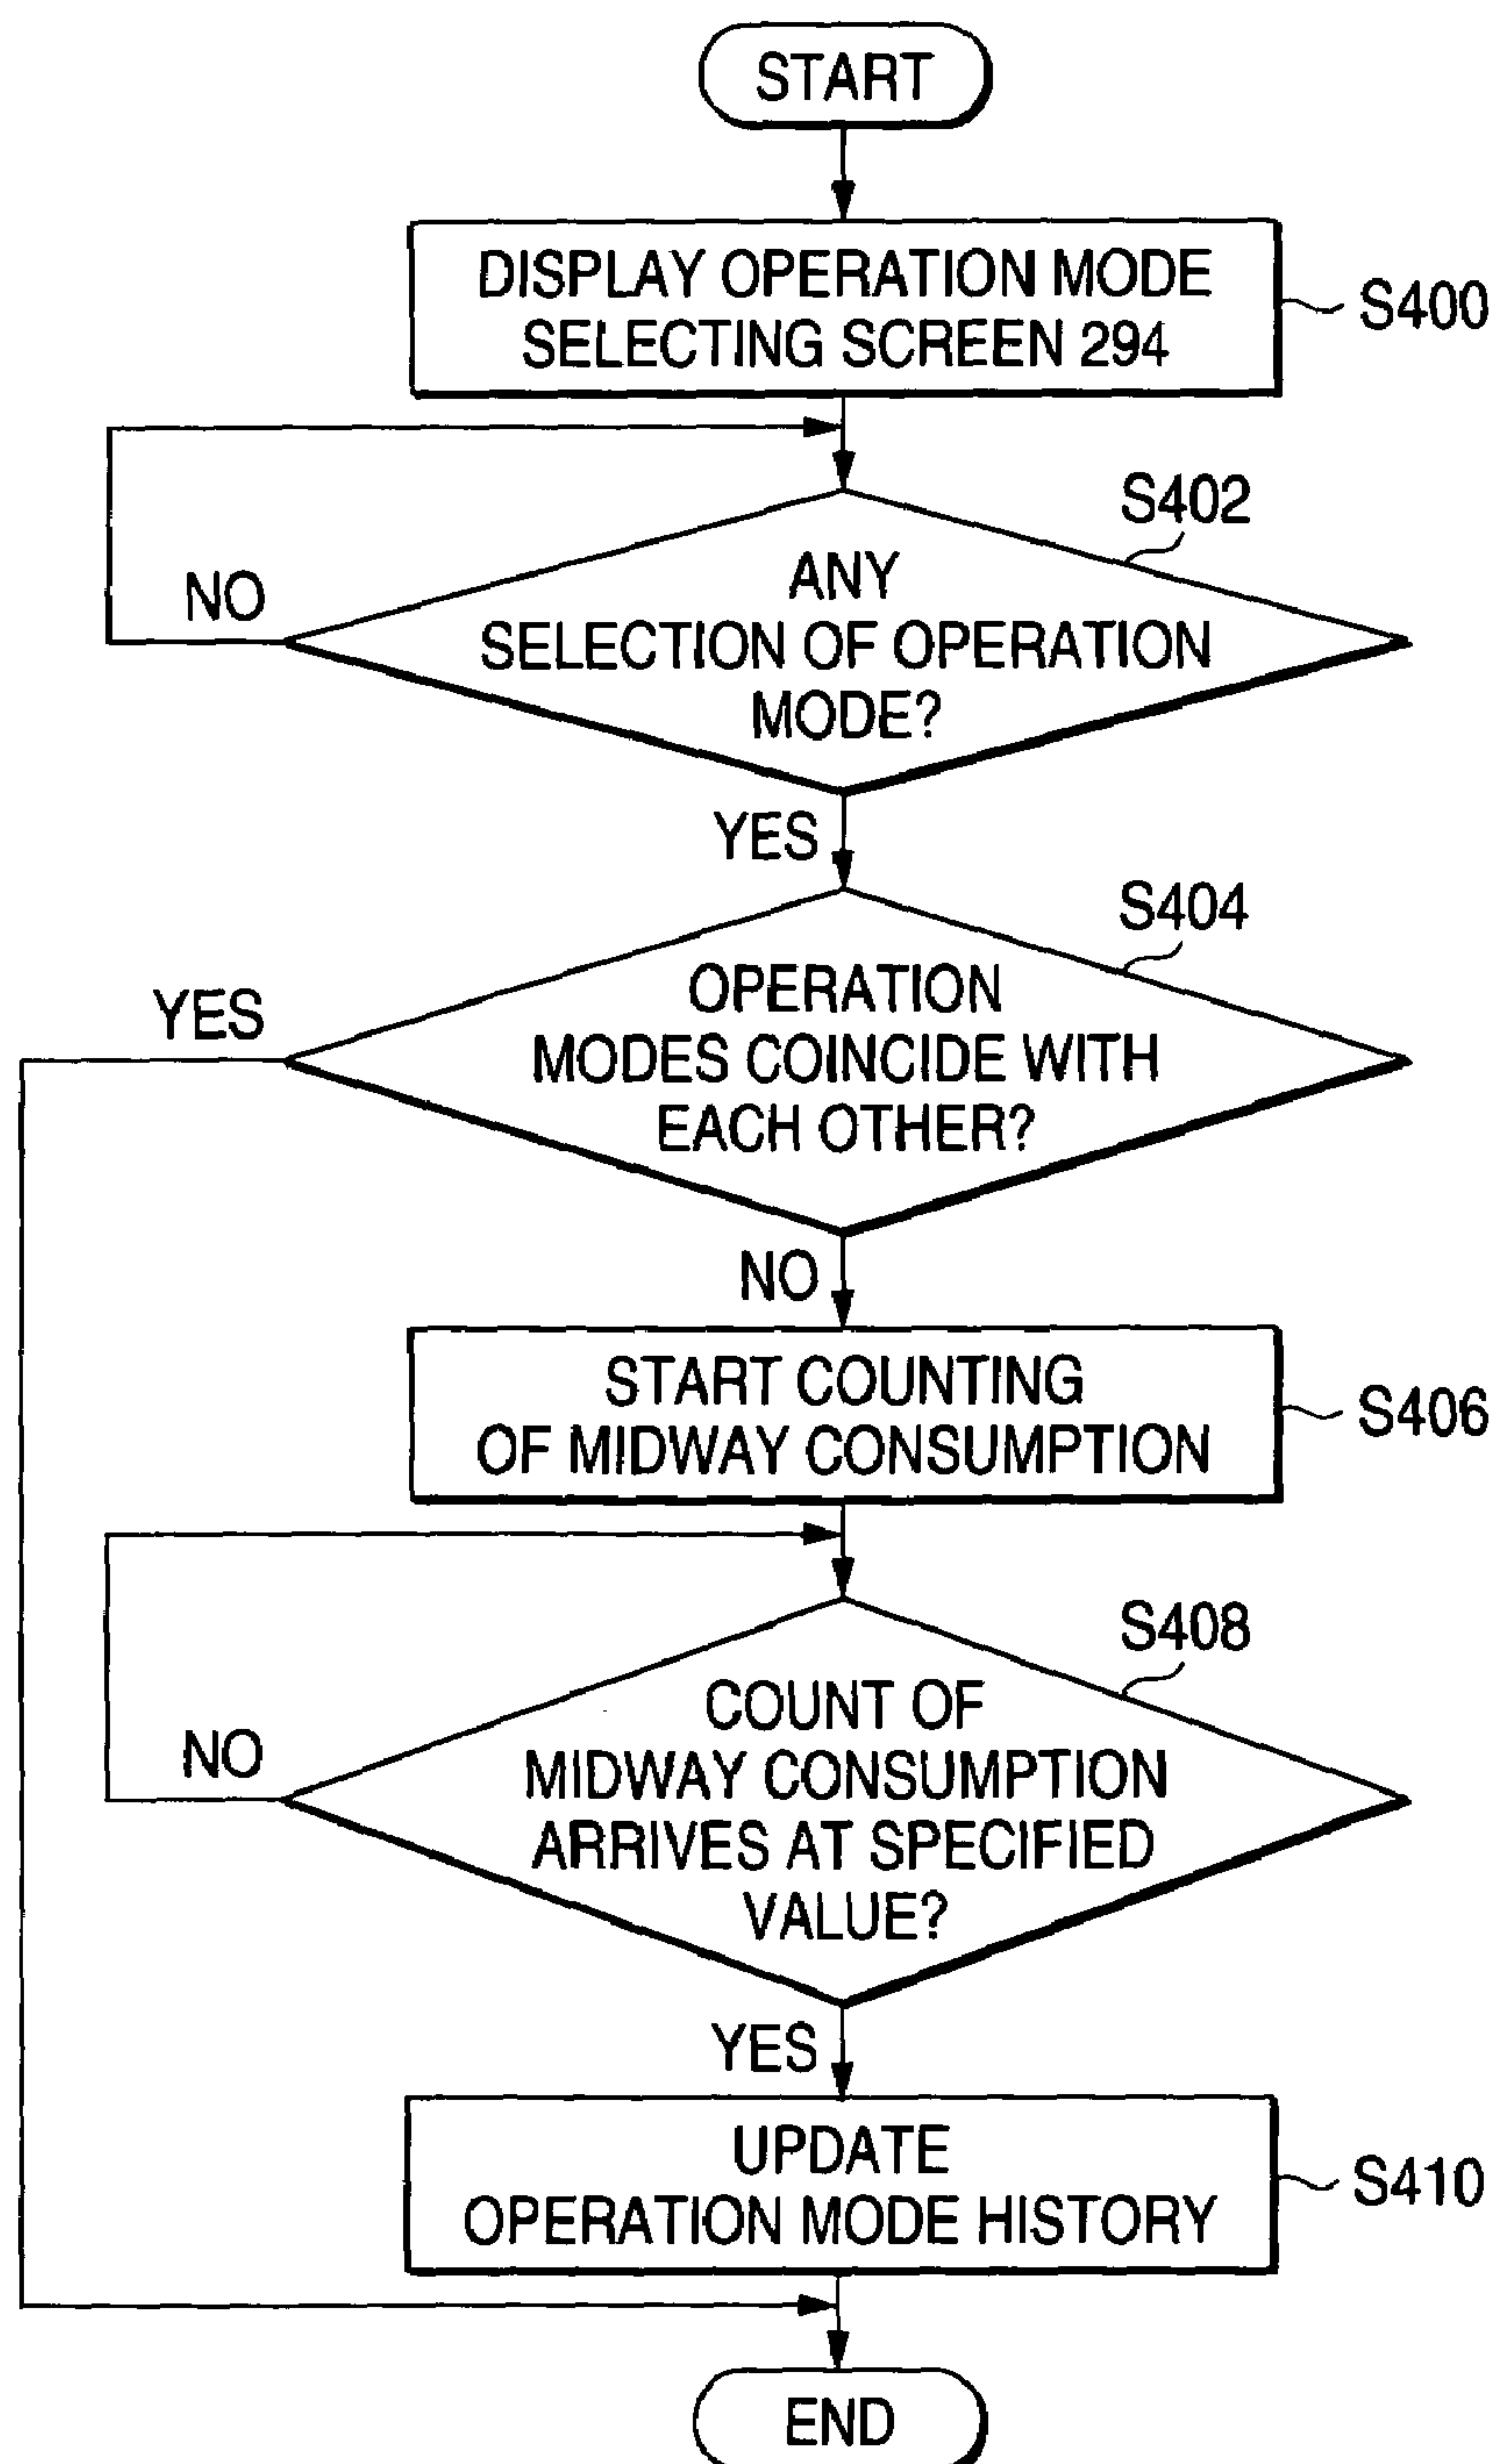 START
DISPLAY OPERATION MODE
SELECTING SCREEN 294
S400
S402
ANY
SELECTION OF OPERATION
MODE?
NO
YES
S404
OPERATION
MODES COINCIDE WITH
EACH OTHER?
YES
NO
START COUNTING
OF MIDWAY CONSUMPTION
S406
S408
COUNT OF
MIDWAY CONSUMPTION
ARRIVES AT SPECIFIED
VALUE?
NO
YES
UPDATE
OPERATION MODE HISTORY
S410
END